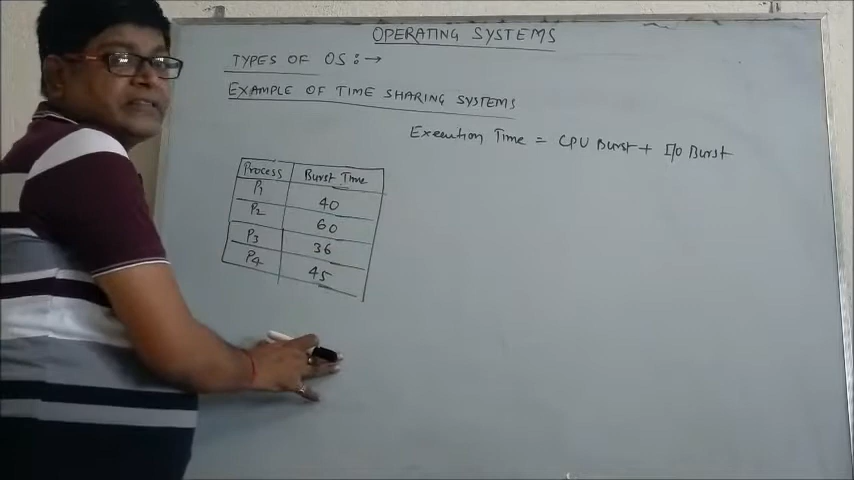 OPERATING SYSTEMS
TYPES OF OS:→
EXAMPLE OF TIME SHARING SYSTEMS
Execution Time = CPU Burst + I/O Burst
Process Burst Time
P1 40
P2 60
P3 36
P4 45